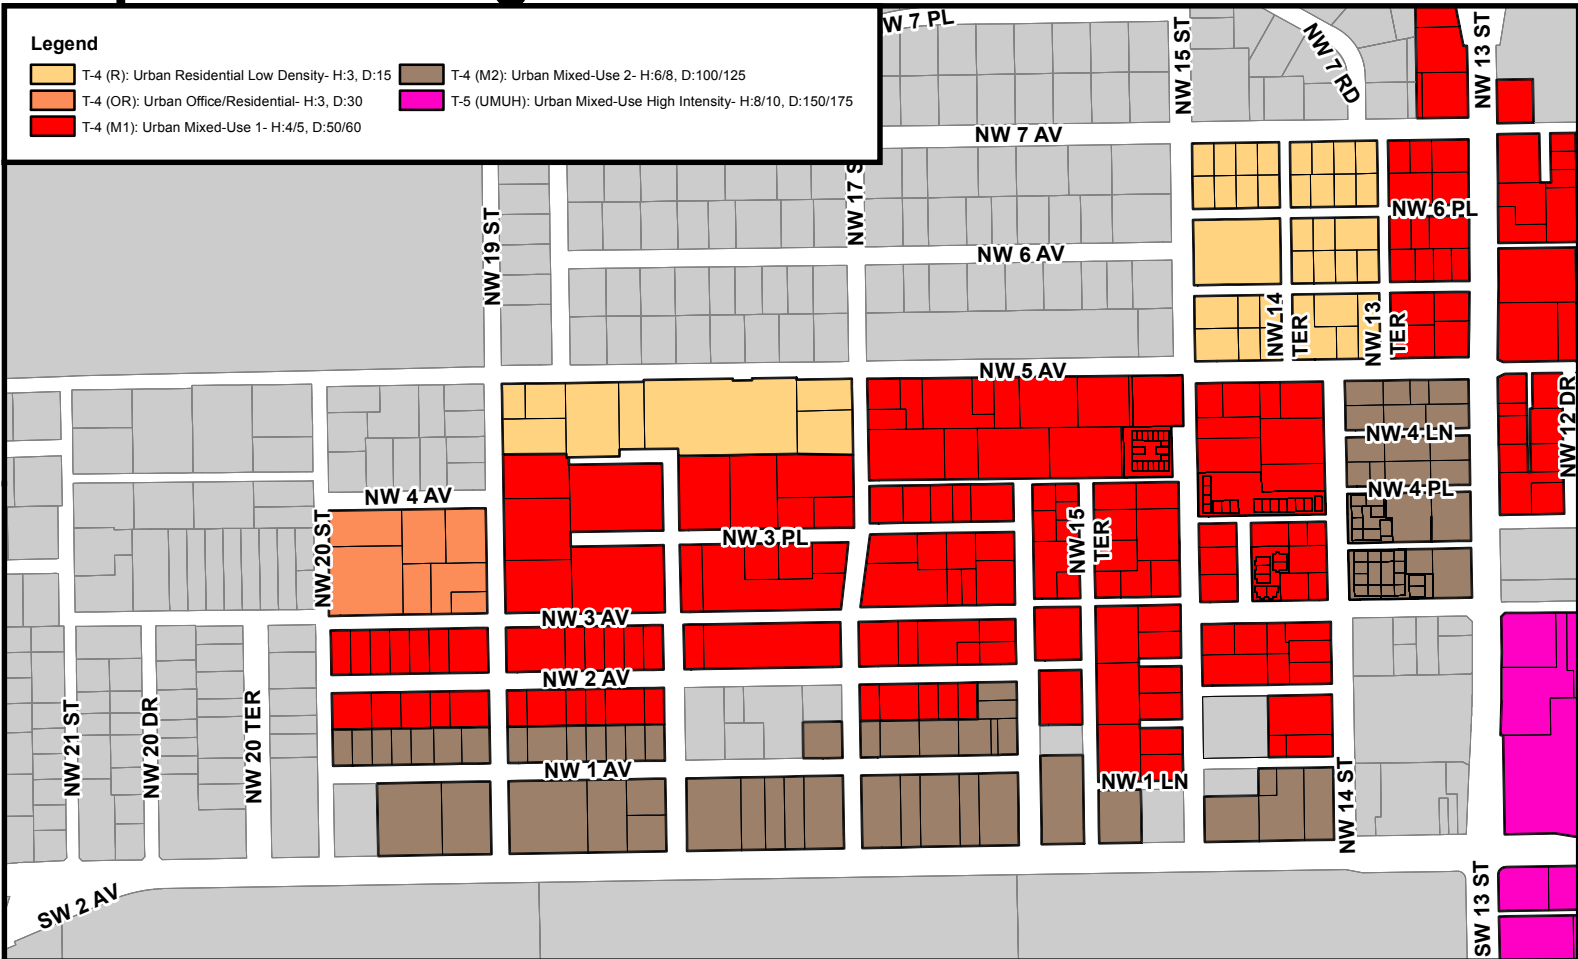 Legend
T-4 (R): Urban Residential Low Density- H:3, D:15
T-4 (OR): Urban Office/Residential- H:3, D:30
T-4 (M1): Urban Mixed-Use 1- H:4/5, D:50/60
T-4 (M2): Urban Mixed-Use 2- H:6/8, D:100/125
T-5 (UMUH): Urban Mixed-Use High Intensity- H:8/10, D:150/175
W 7 PL
NW 15 ST
NW 7 RD
NW 13 ST
NW 7 AV
NW 17 S
NW 19 ST
NW 6 PL
NW 6 AV
NW 14
TER
NW 13
TER
NW 5 AV
NW 12 DR
NW 4 LN
NW 4 PL
NW 4 AV
NW 20 ST
NW 3 PL
NW 15
TER
NW 3 AV
NW 2 AV
NW 21 ST
NW 20 DR
NW 20 TER
NW 1 AV
NW 1 LN
NW 14 ST
SW 2 AV
SW 13 ST